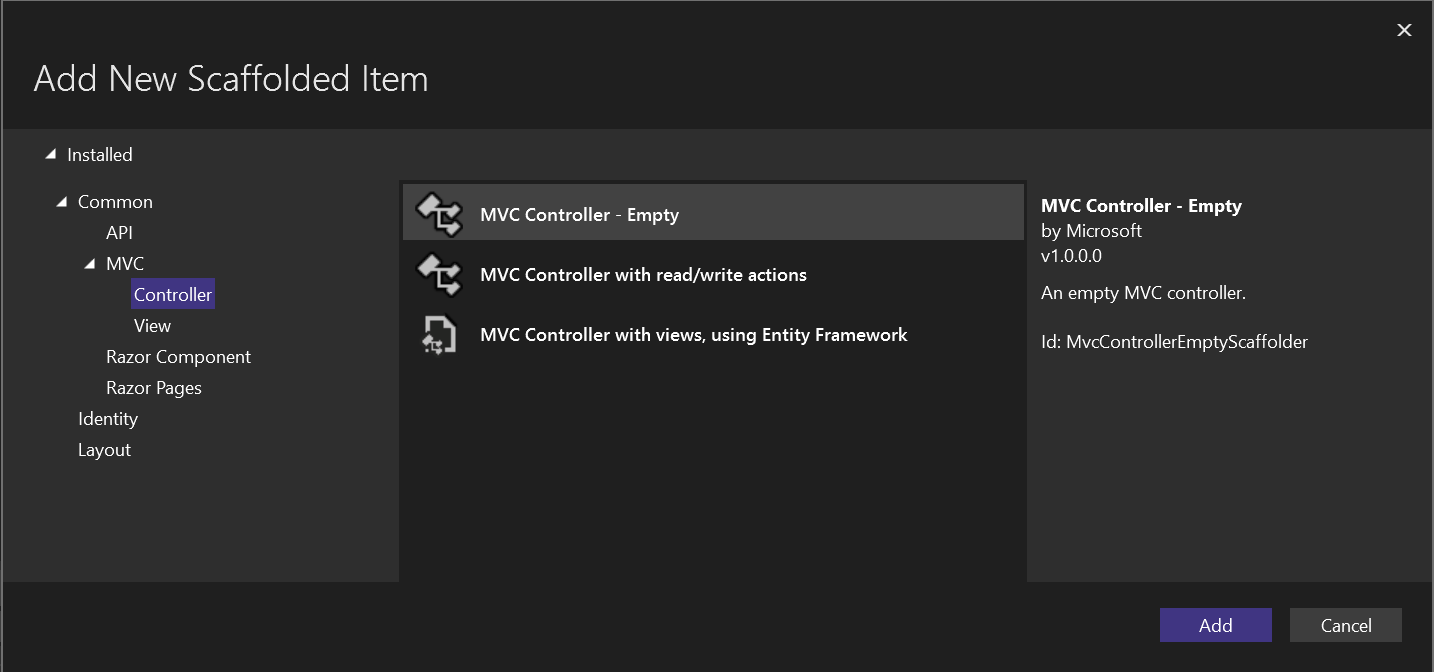 Add New Scaffolded Item
Installed
Common
API
MVC
Controller
View
Razor Component
Razor Pages
Identity
Layout
MVC Controller - Empty
MVC Controller with read/write actions
MVC Controller with views, using Entity Framework
MVC Controller - Empty
by Microsoft
v1.0.0.0
An empty MVC controller.
Id: MvcControllerEmptyScaffolder
Add
Cancel